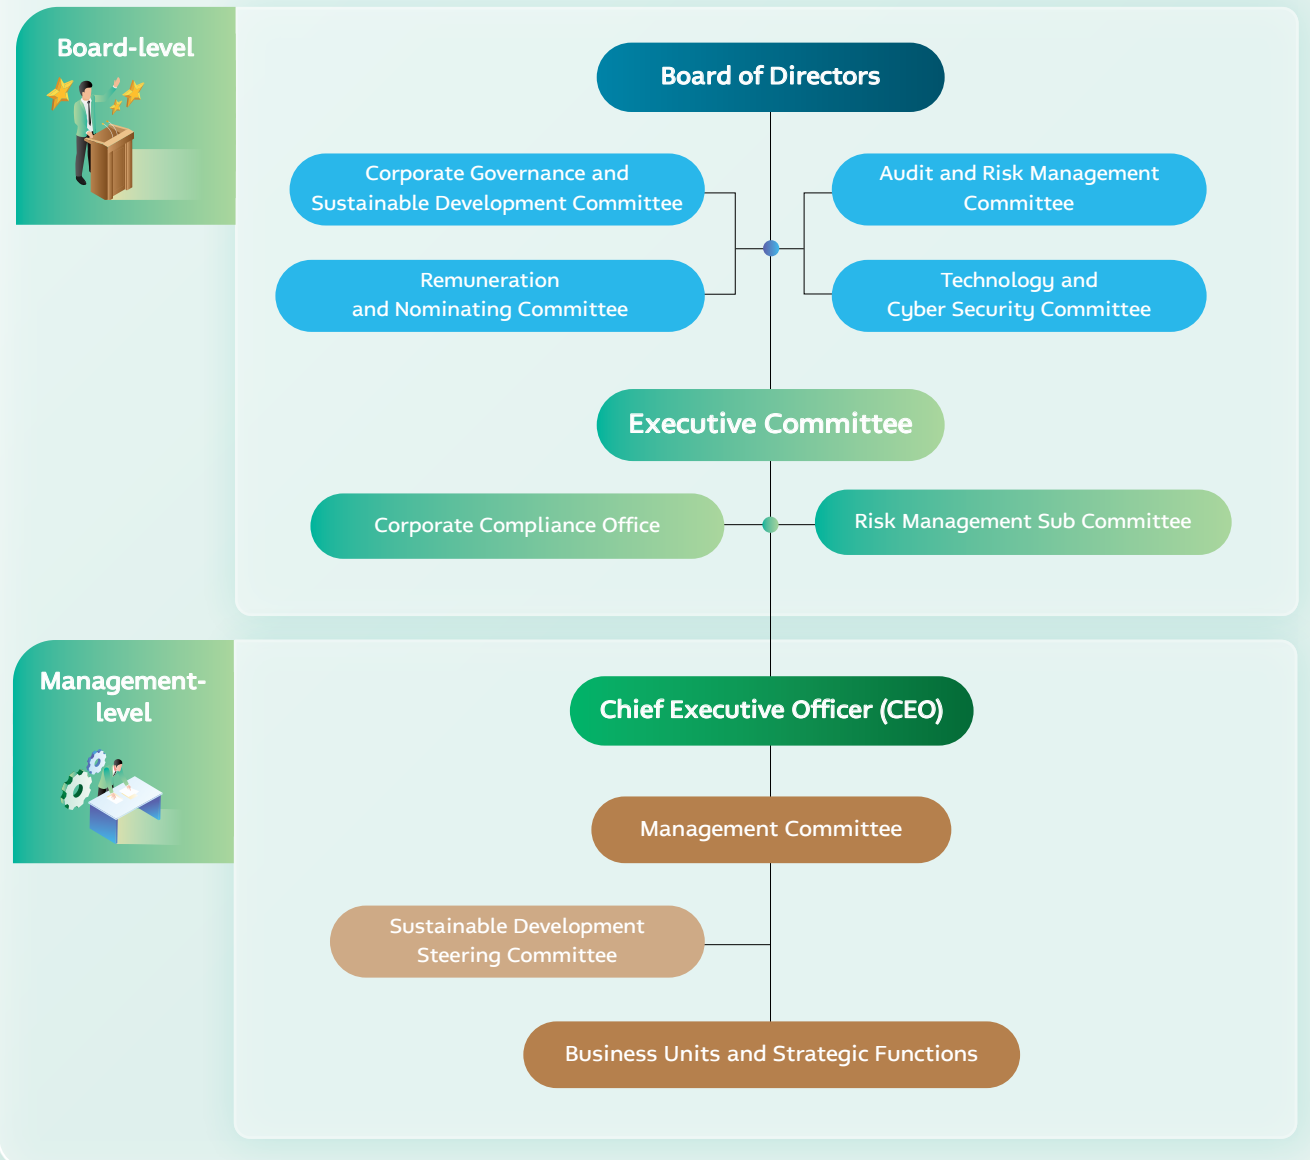 Board-level
Board of Directors
Corporate Governance and
Sustainable Development Committee
Audit and Risk Management
Committee
Remuneration
and Nominating Committee
Technology and
Cyber Security Committee
Executive Committee
Corporate Compliance Office
Risk Management Sub Committee
Management-
level
Chief Executive Officer (CEO)
Management Committee
Sustainable Development
Steering Committee
Business Units and Strategic Functions